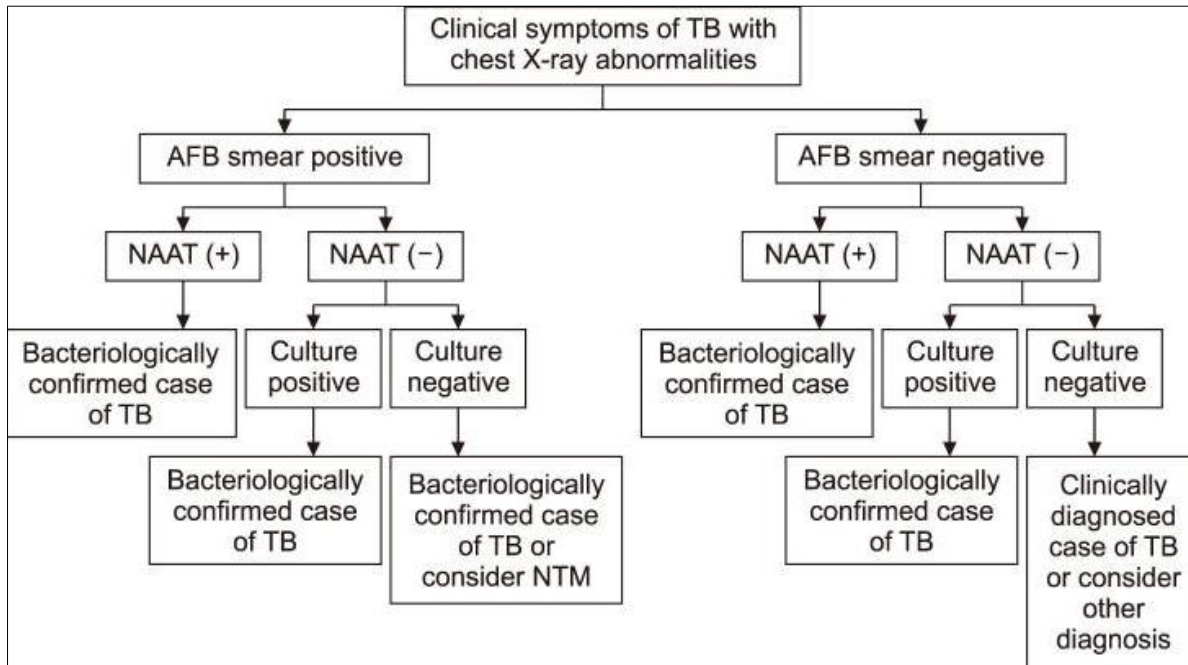 Clinical symptoms of TB with
chest X-ray abnormalities
AFB smear positive
AFB smear negative
NAAT (+)
NAAT (−)
NAAT (+)
NAAT (−)
Bacteriologically
confirmed case
of TB
Culture
positive
Culture
negative
Bacteriologically
confirmed case
of TB
Culture
positive
Culture
negative
Bacteriologically
confirmed case
of TB
Bacteriologically
confirmed case
of TB or
consider NTM
Bacteriologically
confirmed case
of TB
Clinically
diagnosed
case of TB
or consider
other
diagnosis